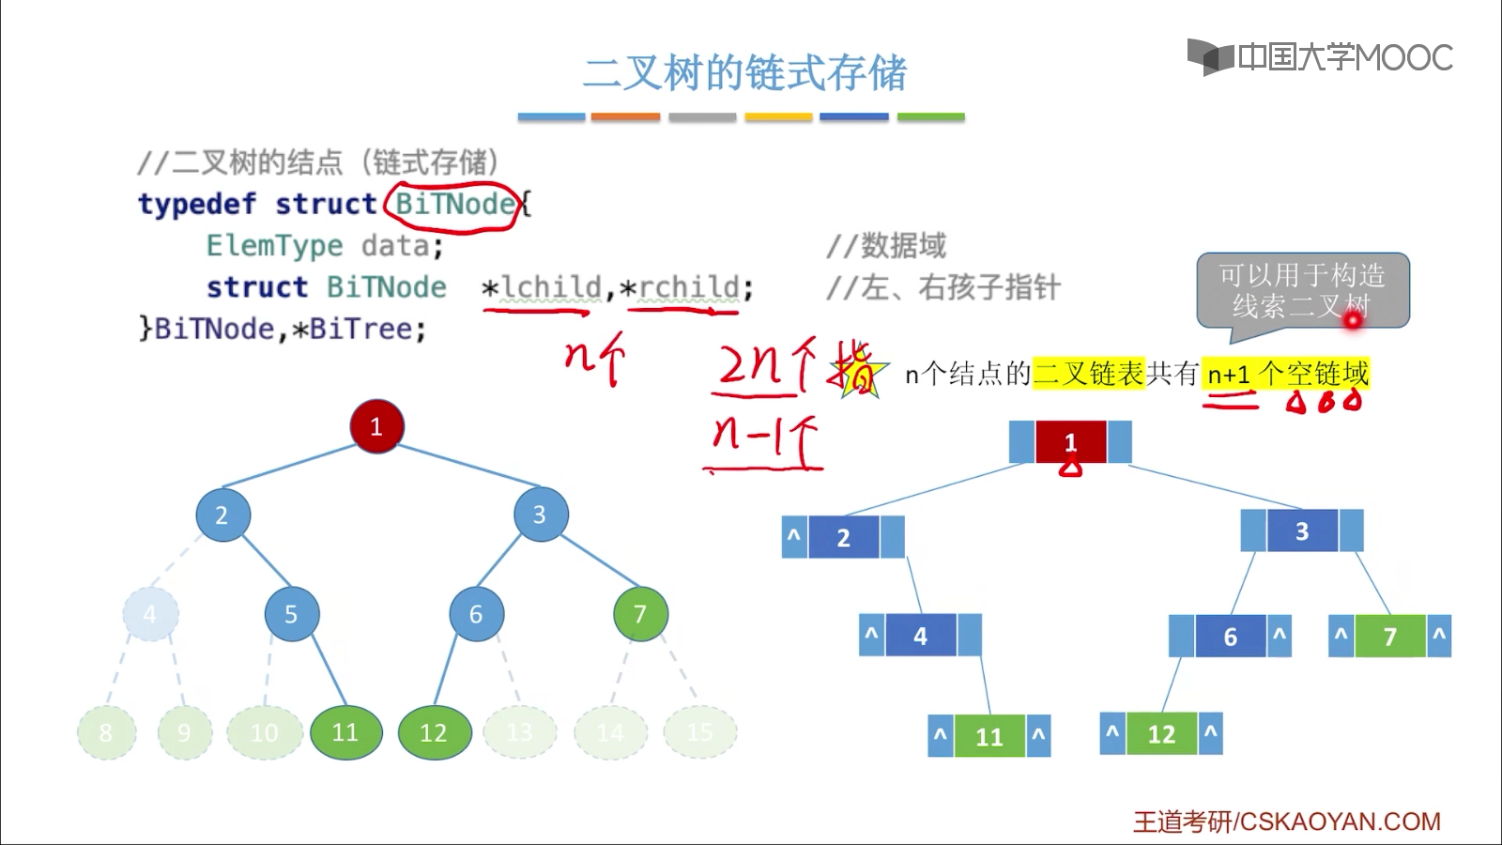 中国大学MOOC
二叉树的链式存储
//二叉树的结点（链式存储）
typedef struct BiTNode{
ElemType data; //数据域
struct BiTNode *lchild,*rchild; //左、右孩子指针
}BiTNode,*BiTree;
可以用于构造
线索二叉树
n个
2n个指
n-1个
n个结点的二叉链表共有 n+1 个空链域
1
2 3
4 5 6 7
8 9 10 11 12 13 14 15
1
^ 2
3
^ 4
6 ^
^ 7 ^
^ 11 ^
^ 12 ^
王道考研/CSKAOYAN.COM